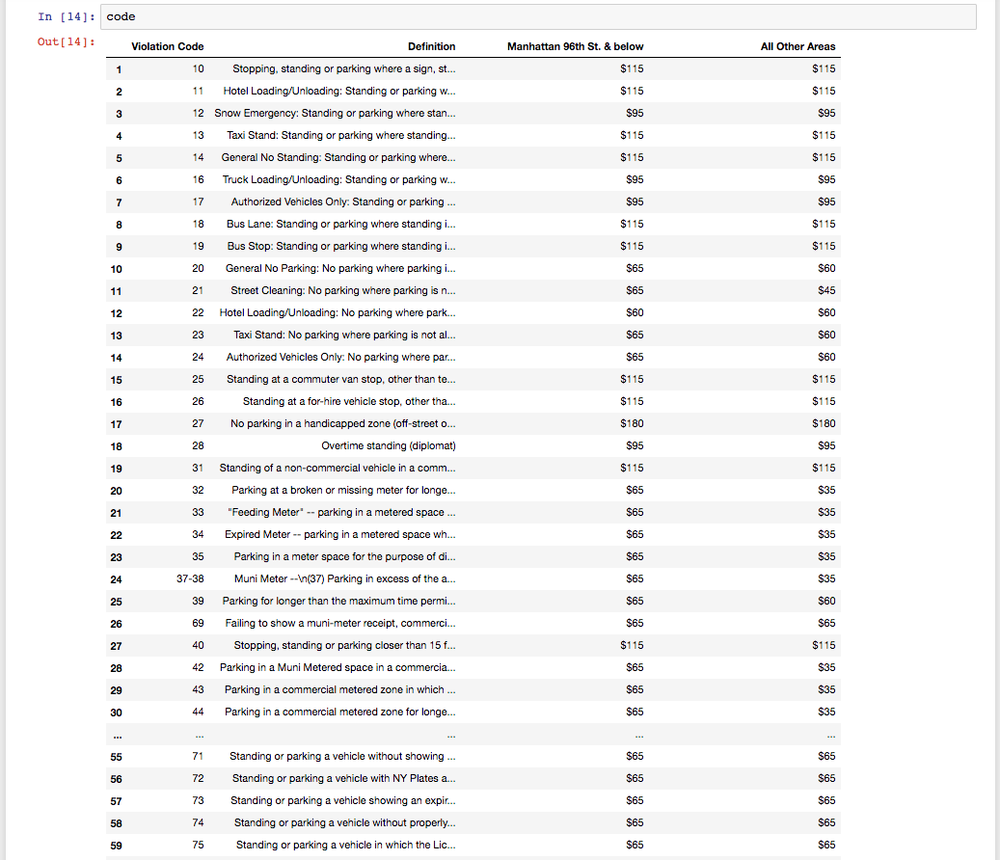 In [14]: code
Out[14]:
Violation Code Definition Manhattan 96th St. & below All Other Areas
1 10 Stopping, standing or parking where a sign, st... $115 $115
2 11 Hotel Loading/Unloading: Standing or parking w... $115 $115
3 12 Snow Emergency: Standing or parking where stan... $95 $95
4 13 Taxi Stand: Standing or parking where standing... $115 $115
5 14 General No Standing: Standing or parking where... $115 $115
6 16 Truck Loading/Unloading: Standing or parking w... $95 $95
7 17 Authorized Vehicles Only: Standing or parking ... $95 $95
8 18 Bus Lane: Standing or parking where standing i... $115 $115
9 19 Bus Stop: Standing or parking where standing i... $115 $115
10 20 General No Parking: No parking where parking i... $65 $60
11 21 Street Cleaning: No parking where parking is n... $65 $45
12 22 Hotel Loading/Unloading: No parking where park... $60 $60
13 23 Taxi Stand: No parking where parking is not al... $65 $60
14 24 Authorized Vehicles Only: No parking where par... $65 $60
15 25 Standing at a commuter van stop, other than te... $115 $115
16 26 Standing at a for-hire vehicle stop, other tha... $115 $115
17 27 No parking in a handicapped zone (off-street o... $180 $180
18 28 Overtime standing (diplomat) $95 $95
19 31 Standing of a non-commercial vehicle in a comm... $115 $115
20 32 Parking at a broken or missing meter for longe... $65 $35
21 33 "Feeding Meter" -- parking in a metered space ... $65 $35
22 34 Expired Meter -- parking in a metered space wh... $65 $35
23 35 Parking in a meter space for the purpose of di... $65 $35
24 37-38 Muni Meter --\n(37) Parking in excess of the a... $65 $35
25 39 Parking for longer than the maximum time permi... $65 $60
26 69 Failing to show a muni-meter receipt, commerci... $65 $65
27 40 Stopping, standing or parking closer than 15 f... $115 $115
28 42 Parking in a Muni Metered space in a commercia... $65 $35
29 43 Parking in a commercial metered zone in which ... $65 $35
30 44 Parking in a commercial metered zone for longe... $65 $35
... ... ... ... ...
55 71 Standing or parking a vehicle without showing ... $65 $65
56 72 Standing or parking a vehicle with NY Plates a... $65 $65
57 73 Standing or parking a vehicle showing an expir... $65 $65
58 74 Standing or parking a vehicle without properly... $65 $65
59 75 Standing or parking a vehicle in which the Lic... $65 $65